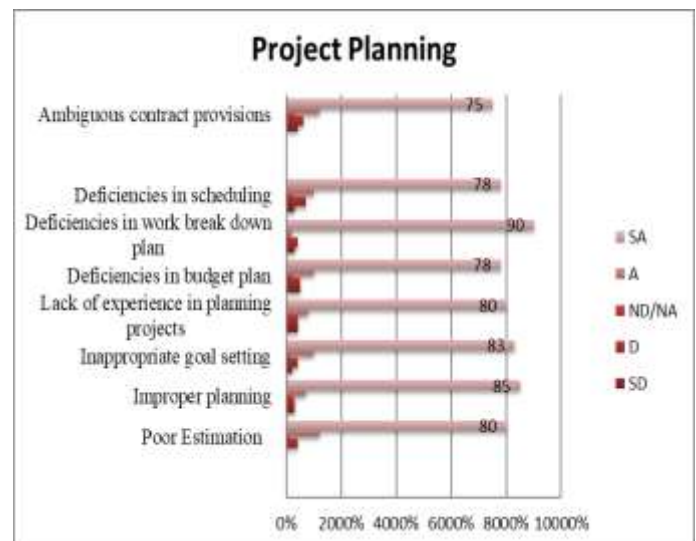 Project Planning
Ambiguous contract provisions
75
Deficiencies in scheduling
78
Deficiencies in work break down
plan
90
Deficiencies in budget plan
78
Lack of experience in planning
projects
80
Inappropriate goal setting
83
Improper planning
85
Poor Estimation
80
0% 2000% 4000% 6000% 8000% 10000%
SA
A
ND/NA
D
SD